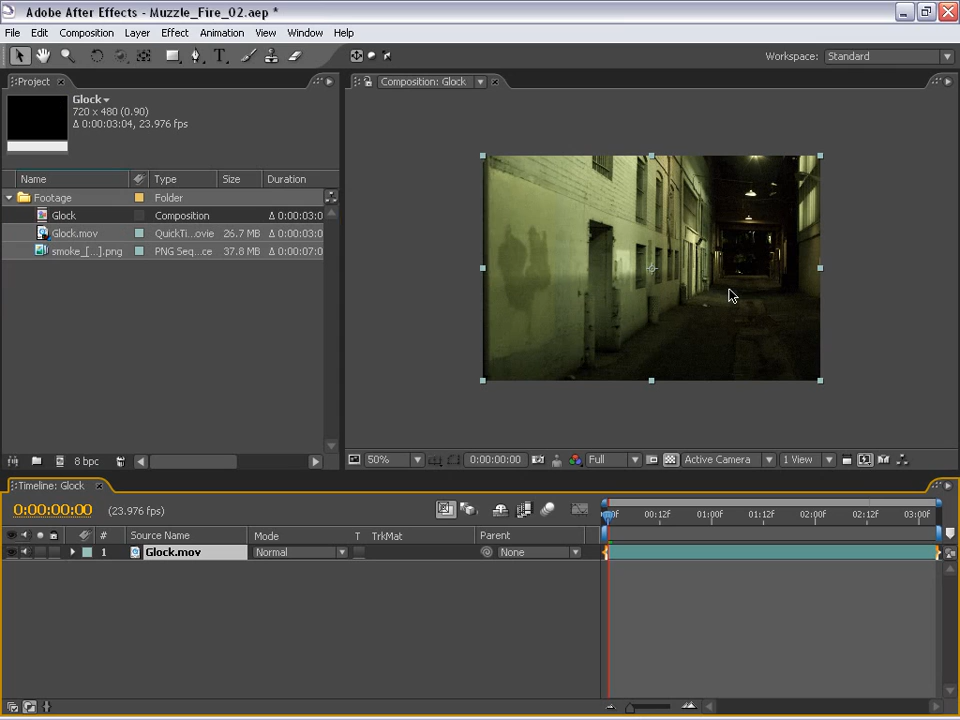 Adobe After Effects - Muzzle_Fire_02.aep *
File Edit Composition Layer Effect Animation View Window Help
Workspace: Standard
Project
Composition: Glock
Glock
720 x 480 (0.90)
Δ 0:00:03:04, 23.976 fps
Name Type Size Duration
Footage Folder
Glock Composition Δ 0:00:03:0
Glock.mov QuickTi...ovie 26.7 MB Δ 0:00:03:0
smoke_[...].png PNG Seq...ce 37.8 MB Δ 0:00:07:0
8 bpc
50% 0:00:00:00 Full Active Camera 1 View
Timeline: Glock
0:00:00:00 (23.976 fps)
# Source Name Mode T TrkMat Parent
00:12f 01:00f 01:12f 02:00f 02:12f 03:00f
1 Glock.mov Normal None